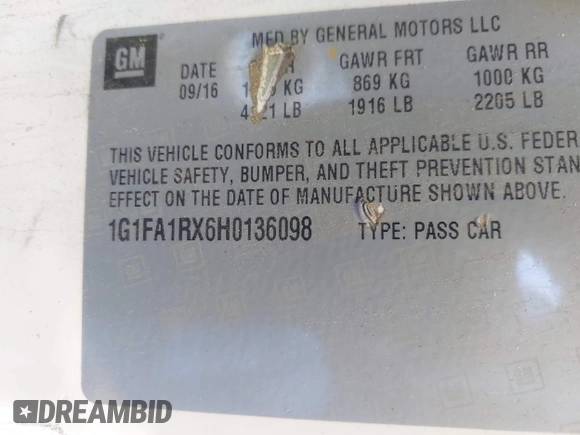 GM
MFD BY GENERAL MOTORS LLC
DATE GAWR FRT GAWR RR
09/16 KG 869 KG 1000 KG
LB 1916 LB 2205 LB
THIS VEHICLE CONFORMS TO ALL APPLICABLE U.S. FEDER
VEHICLE SAFETY, BUMPER, AND THEFT PREVENTION STAN
EFFECT ON THE DATE OF MANUFACTURE SHOWN ABOVE.
1G1FA1RX6H0136098 TYPE: PASS CAR
DREAMBID